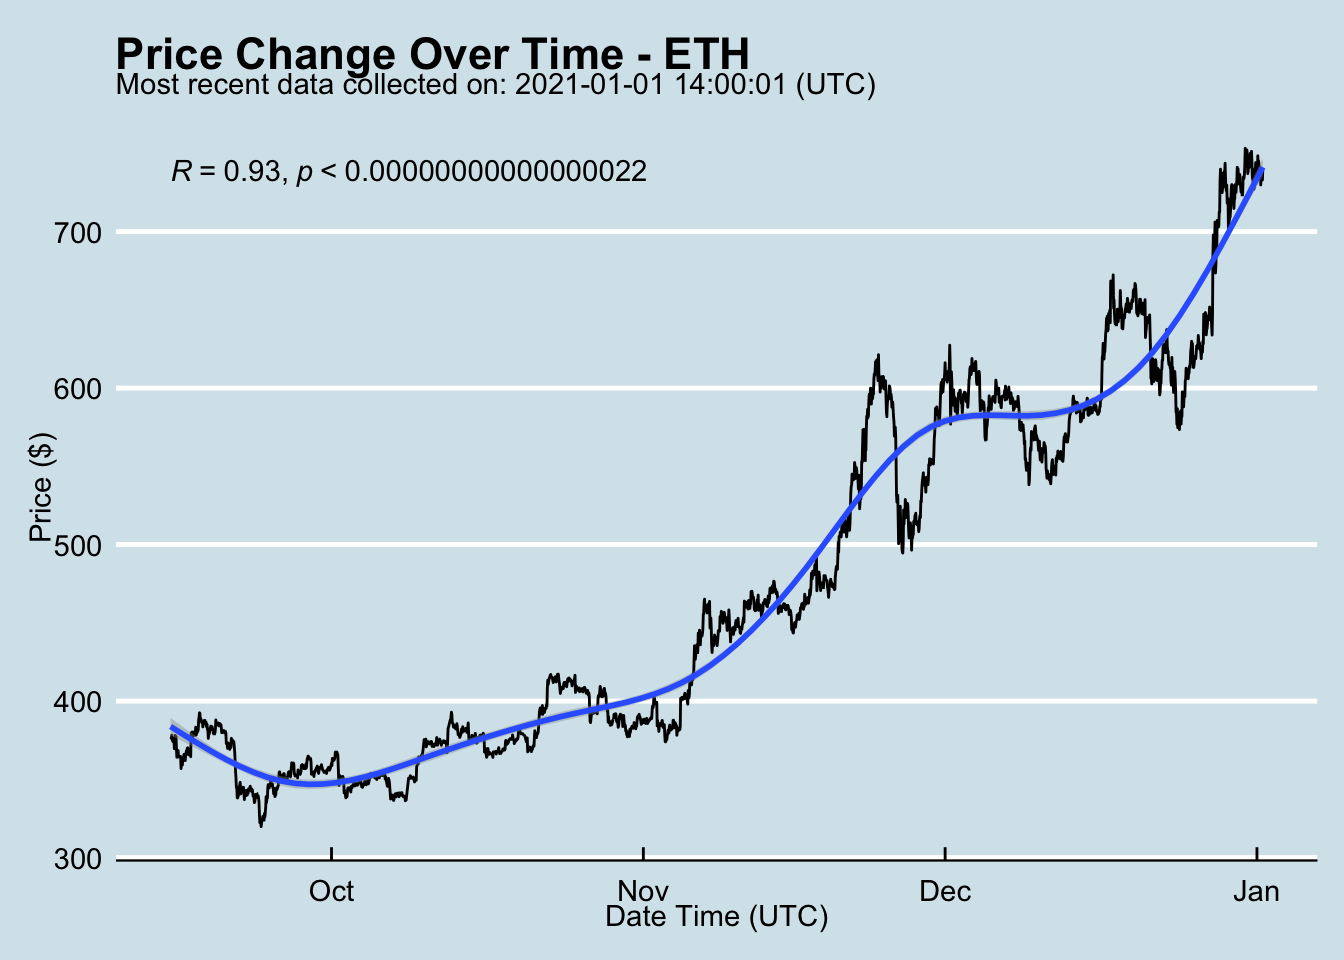 Price Change Over Time - ETH
Most recent data collected on: 2021-01-01 14:00:01 (UTC)
R = 0.93, p < 0.00000000000000022
700
600
500
400
300
Price ($)
Oct Nov Dec Jan
Date Time (UTC)